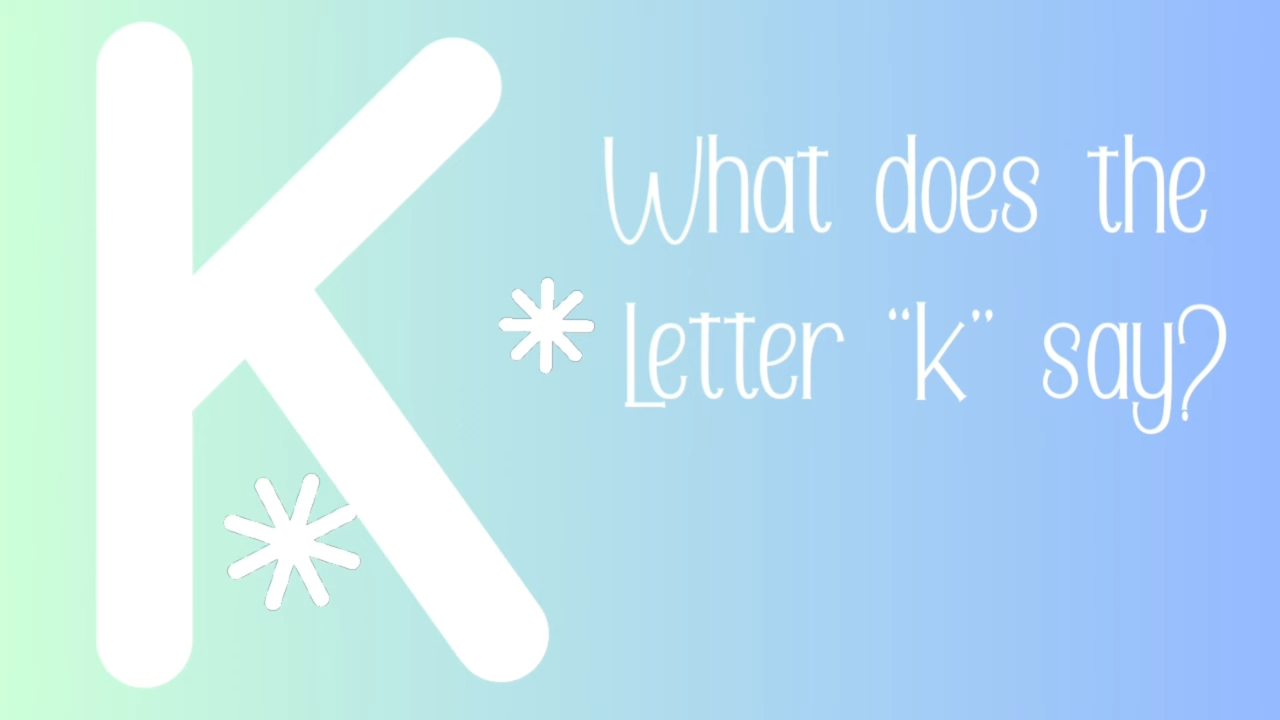 K
What does the
Letter “k” say?